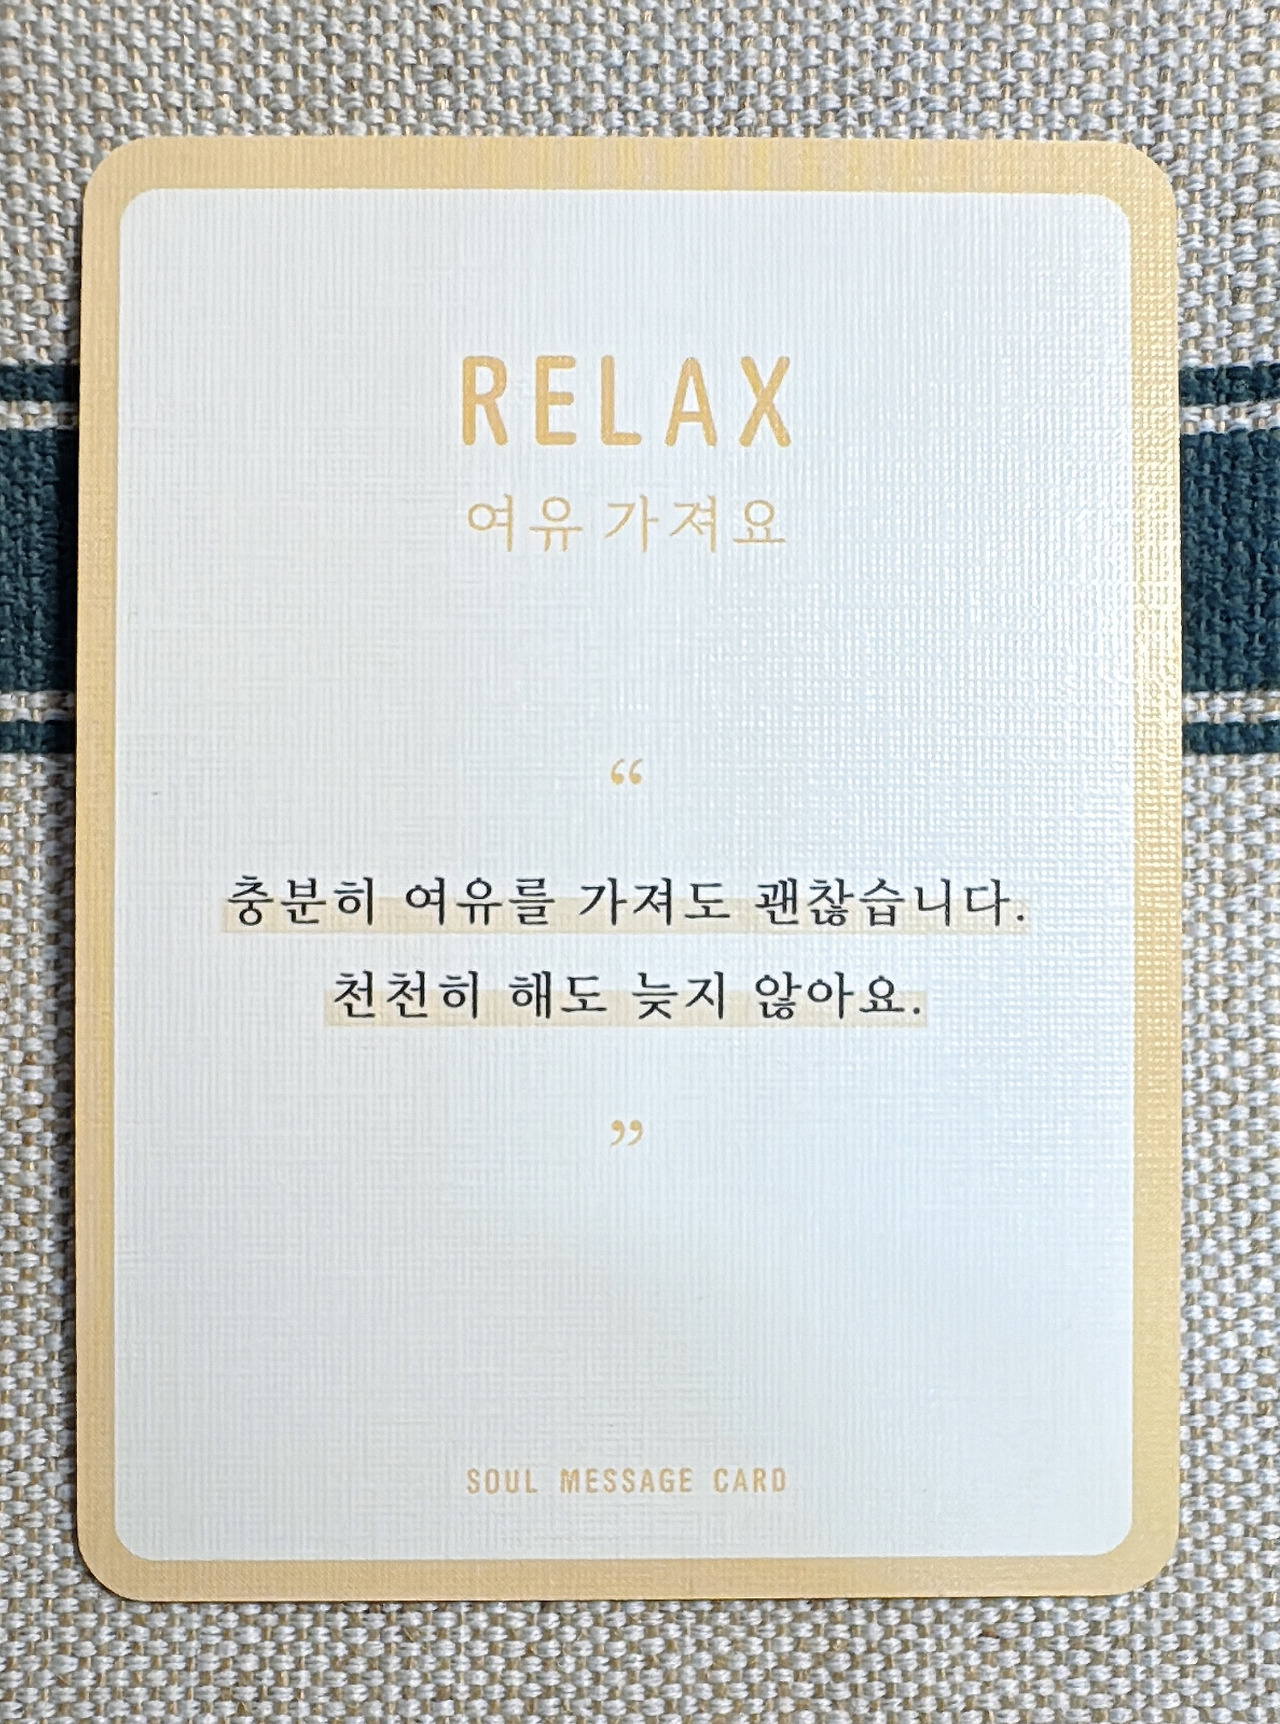 RELAX
여유 가져요
“
충분히 여유를 가져도 괜찮습니다.
천천히 해도 늦지 않아요.
”
SOUL MESSAGE CARD